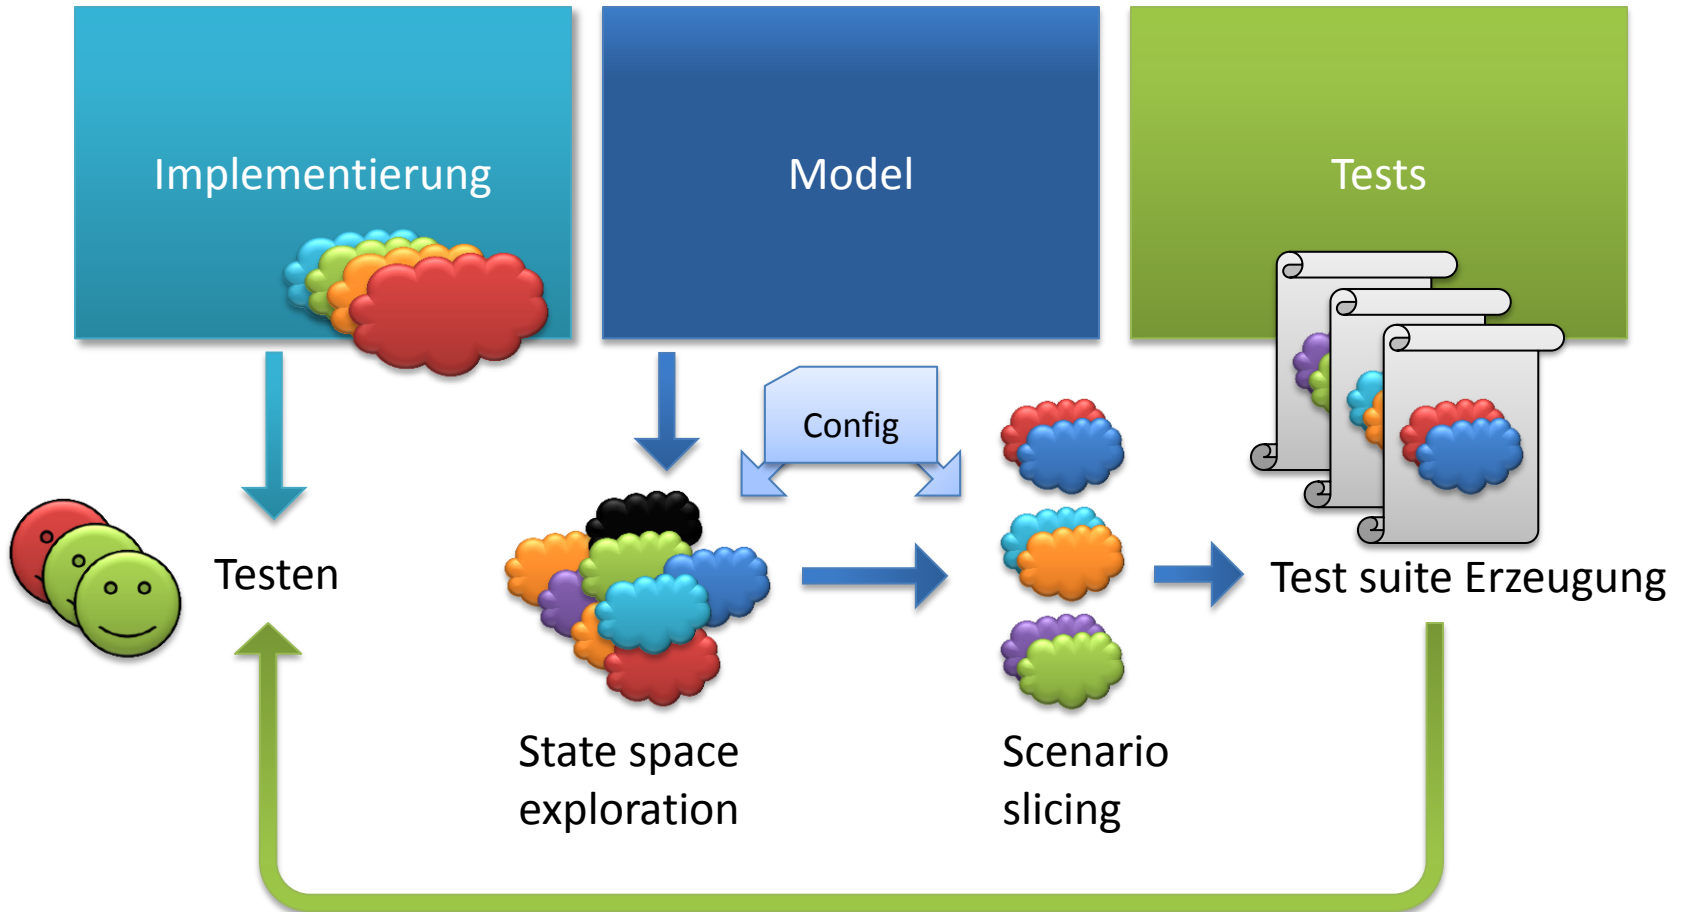 Implementierung
Model
Tests
Config
Testen
Test suite Erzeugung
State space
exploration
Scenario
slicing